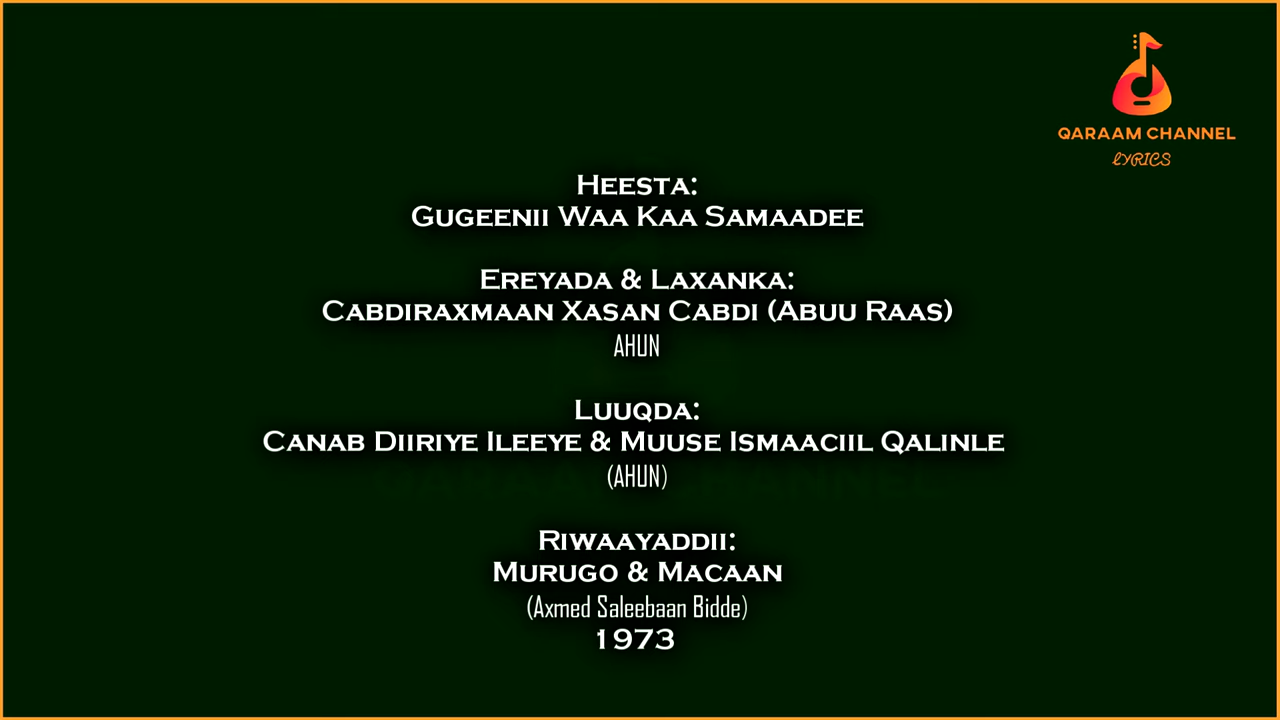 QARAAM CHANNEL
LYRICS
Heesta:
Gugeenii Waa Kaa Samaadee
Ereyada & Laxanka:
Cabdiraxmaan Xasan Cabdi (Abuu Raas)
AHUN
Luuqda:
Canab Diiriye Ileeye & Muuse Ismaaciil Qalinle
(AHUN)
Riwaayaddii:
Murugo & Macaan
(Axmed Saleebaan Bidde)
1973